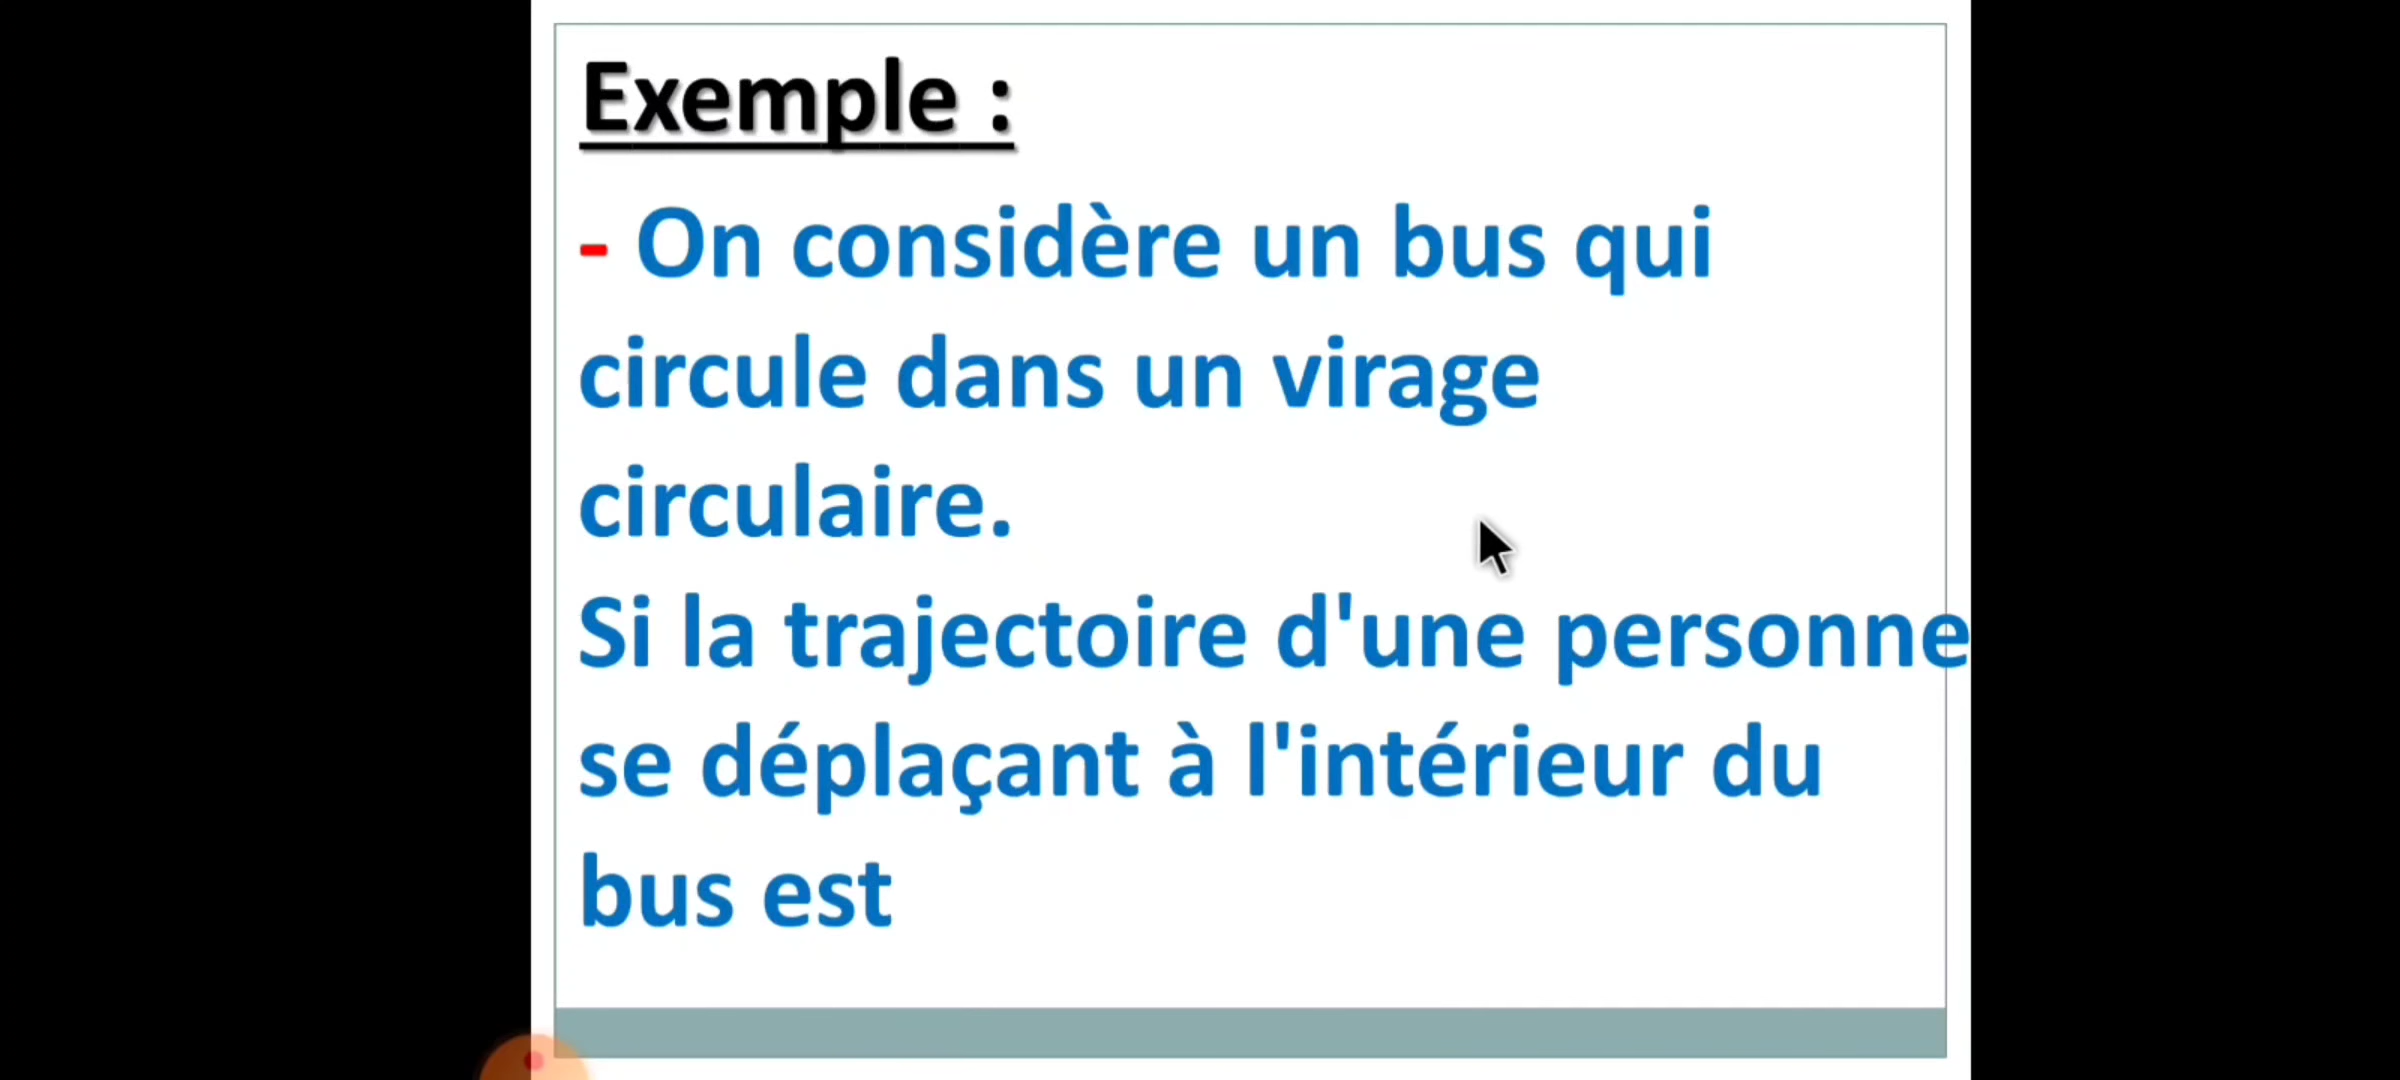 Exemple :
- On considère un bus qui
circule dans un virage
circulaire.
Si la trajectoire d'une personne
se déplaçant à l'intérieur du
bus est